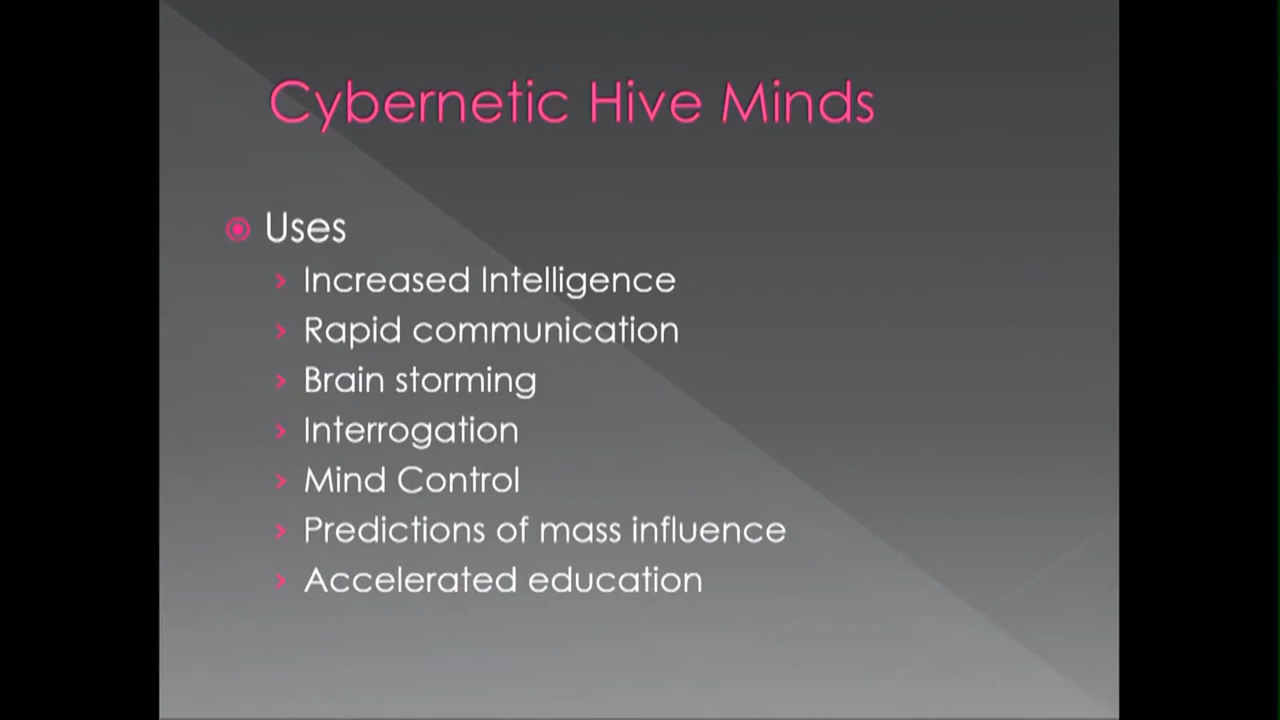 Cybernetic Hive Minds
Uses
Increased Intelligence
Rapid communication
Brain storming
Interrogation
Mind Control
Predictions of mass influence
Accelerated education